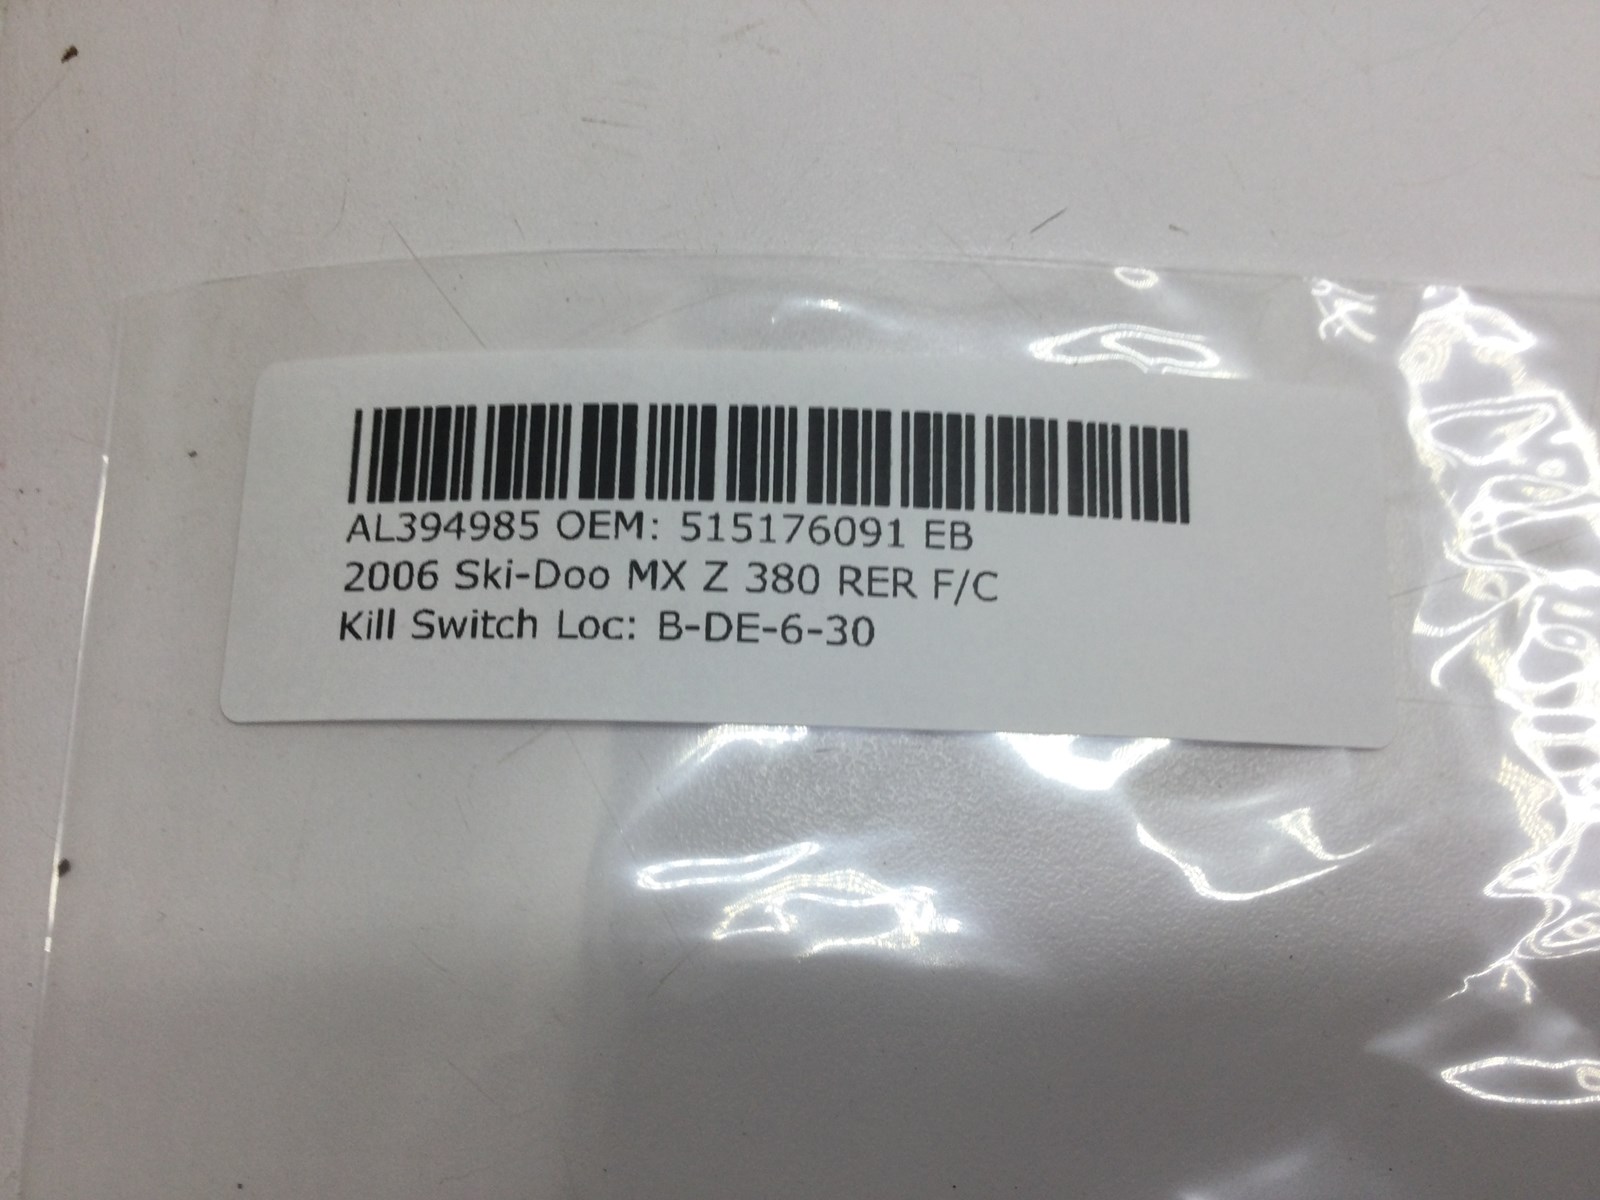 AL394985 OEM: 515176091 EB
2006 Ski-Doo MX Z 380 RER F/C
Kill Switch Loc: B-DE-6-30